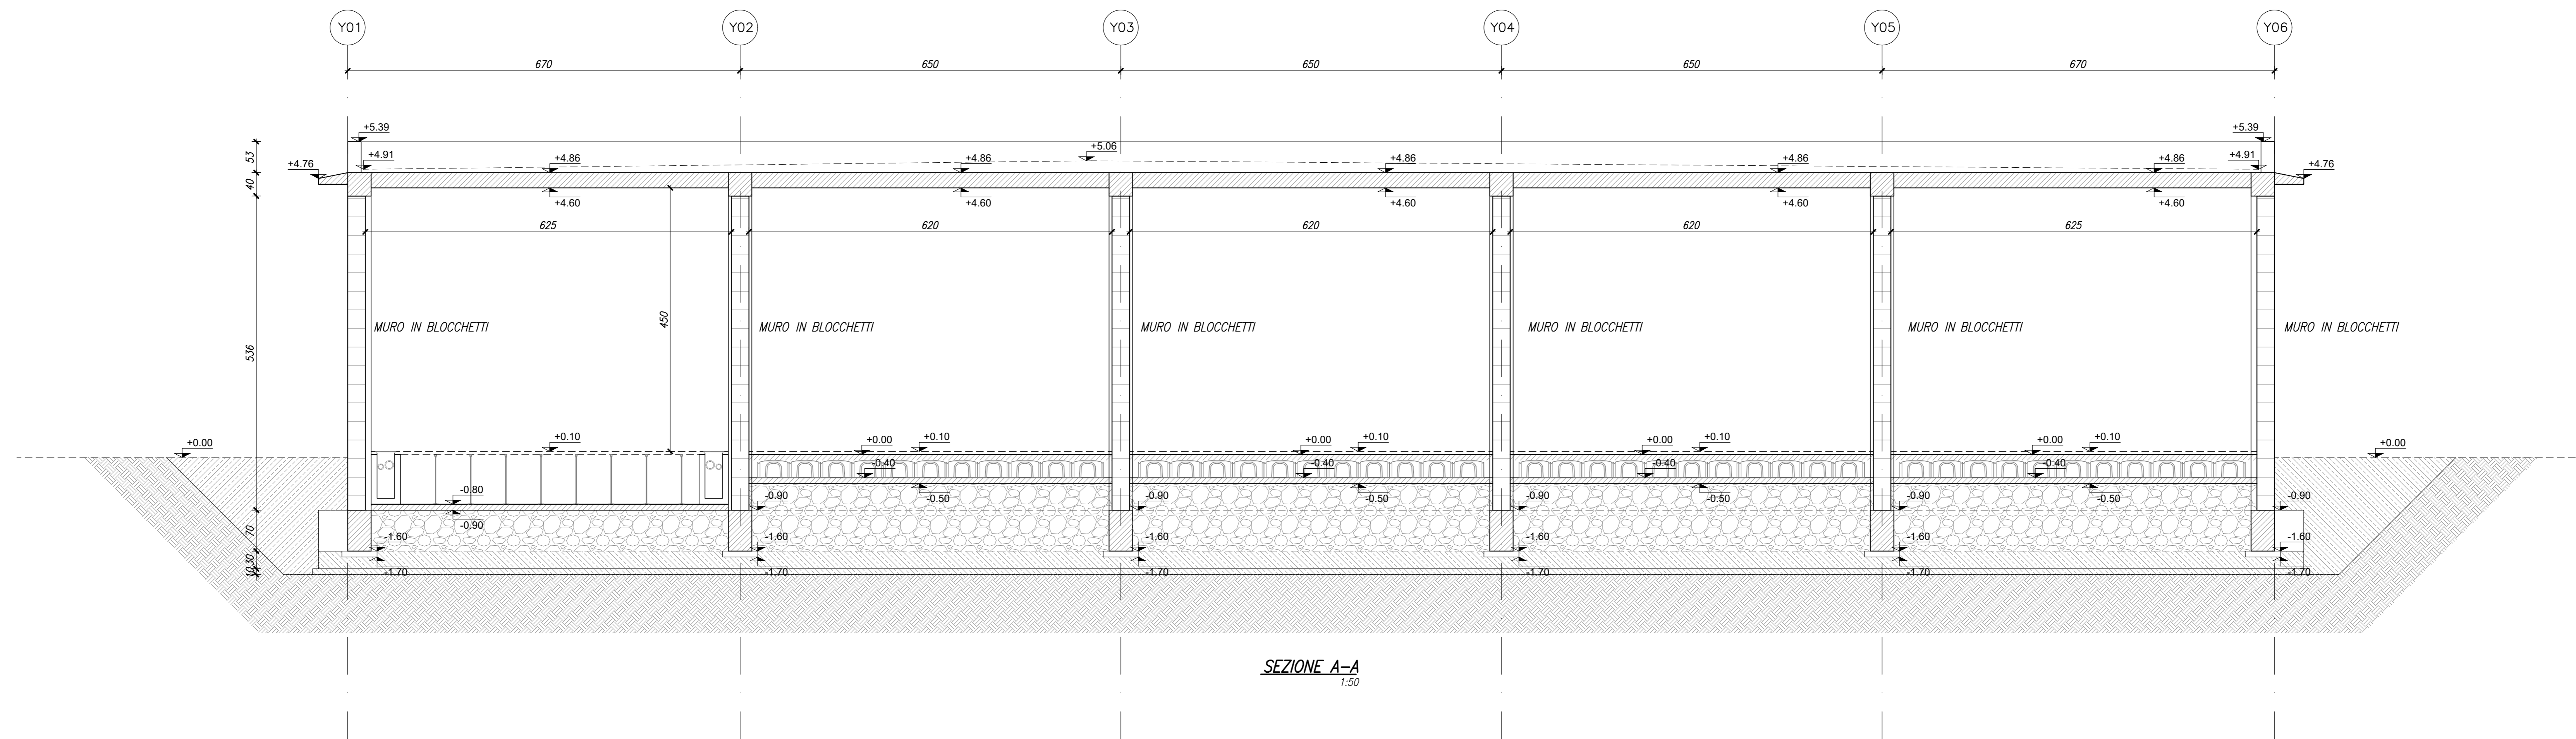 Y01 Y02 Y03 Y04 Y05 Y06
670 650 650 650 670
+5.39 +5.39
53
+5.06
+4.91 +4.86 +4.86 +4.86 +4.86 +4.86 +4.91
+4.76 +4.76
40
+4.60 +4.60 +4.60 +4.60 +4.60
625 620 620 620 625
450
MURO IN BLOCCHETTI MURO IN BLOCCHETTI MURO IN BLOCCHETTI MURO IN BLOCCHETTI MURO IN BLOCCHETTI MURO IN BLOCCHETTI
536
+0.00 +0.10 +0.00 +0.10 +0.00 +0.10 +0.00 +0.10 +0.00 +0.10 +0.00
-0.40 -0.40 -0.40 -0.40
-0.80 -0.90 -0.50 -0.90 -0.50 -0.90 -0.50 -0.90 -0.50 -0.90
-0.90
70
-1.60 -1.60 -1.60 -1.60 -1.60 -1.60
30
10
-1.70 -1.70 -1.70 -1.70 -1.70 -1.70
SEZIONE A-A
1:50